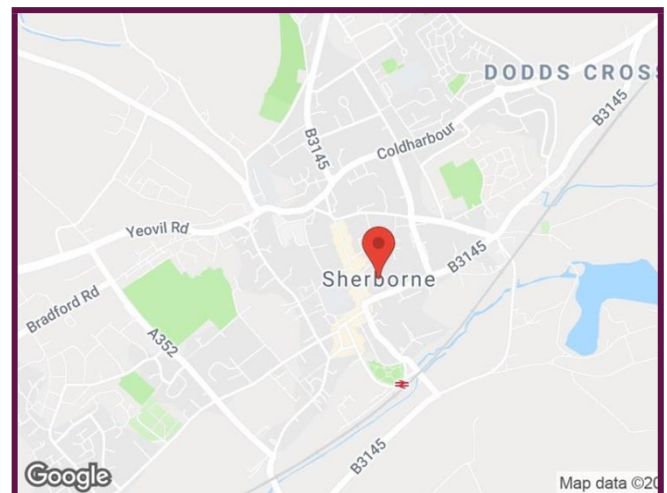 DODDS CROSS
B3145
B3145
Coldharbour
Yeovil Rd
Sherborne
B3145
Bradford Rd
A352
B3145
Google
Map data ©20